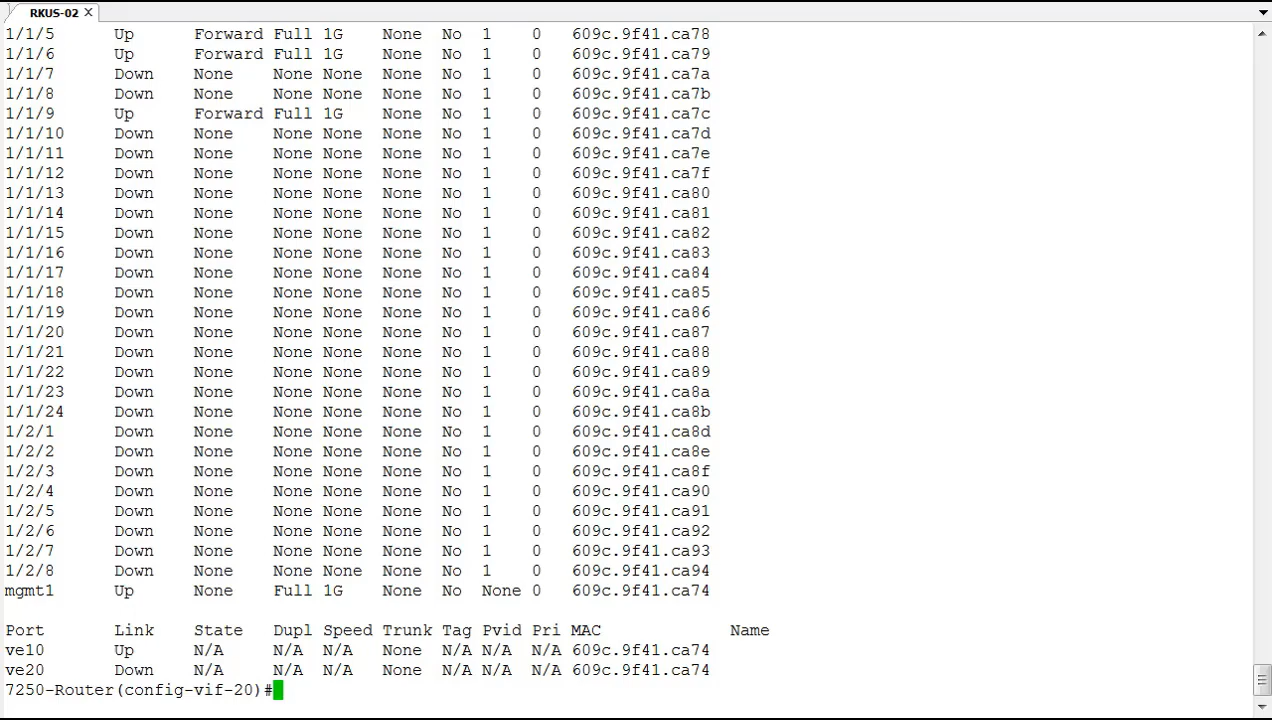 RKUS-02 X
1/1/5 Up Forward Full 1G None No 1 0 609c.9f41.ca78
1/1/6 Up Forward Full 1G None No 1 0 609c.9f41.ca79
1/1/7 Down None None None None No 1 0 609c.9f41.ca7a
1/1/8 Down None None None None No 1 0 609c.9f41.ca7b
1/1/9 Up Forward Full 1G None No 1 0 609c.9f41.ca7c
1/1/10 Down None None None None No 1 0 609c.9f41.ca7d
1/1/11 Down None None None None No 1 0 609c.9f41.ca7e
1/1/12 Down None None None None No 1 0 609c.9f41.ca7f
1/1/13 Down None None None None No 1 0 609c.9f41.ca80
1/1/14 Down None None None None No 1 0 609c.9f41.ca81
1/1/15 Down None None None None No 1 0 609c.9f41.ca82
1/1/16 Down None None None None No 1 0 609c.9f41.ca83
1/1/17 Down None None None None No 1 0 609c.9f41.ca84
1/1/18 Down None None None None No 1 0 609c.9f41.ca85
1/1/19 Down None None None None No 1 0 609c.9f41.ca86
1/1/20 Down None None None None No 1 0 609c.9f41.ca87
1/1/21 Down None None None None No 1 0 609c.9f41.ca88
1/1/22 Down None None None None No 1 0 609c.9f41.ca89
1/1/23 Down None None None None No 1 0 609c.9f41.ca8a
1/1/24 Down None None None None No 1 0 609c.9f41.ca8b
1/2/1 Down None None None None No 1 0 609c.9f41.ca8d
1/2/2 Down None None None None No 1 0 609c.9f41.ca8e
1/2/3 Down None None None None No 1 0 609c.9f41.ca8f
1/2/4 Down None None None None No 1 0 609c.9f41.ca90
1/2/5 Down None None None None No 1 0 609c.9f41.ca91
1/2/6 Down None None None None No 1 0 609c.9f41.ca92
1/2/7 Down None None None None No 1 0 609c.9f41.ca93
1/2/8 Down None None None None No 1 0 609c.9f41.ca94
mgmt1 Up None Full 1G None No None 0 609c.9f41.ca74
Port Link State Dupl Speed Trunk Tag Pvid Pri MAC Name
ve10 Up N/A N/A N/A None N/A N/A N/A 609c.9f41.ca74
ve20 Down N/A N/A N/A None N/A N/A N/A 609c.9f41.ca74
7250-Router(config-vif-20)#